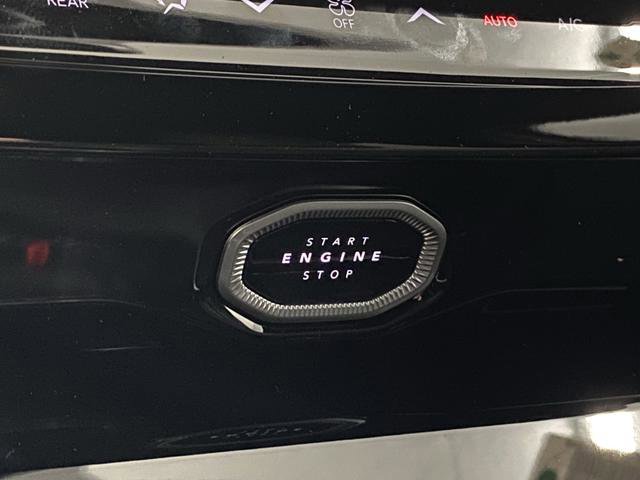 REAR OFF AUTO A/C
START
ENGINE
STOP